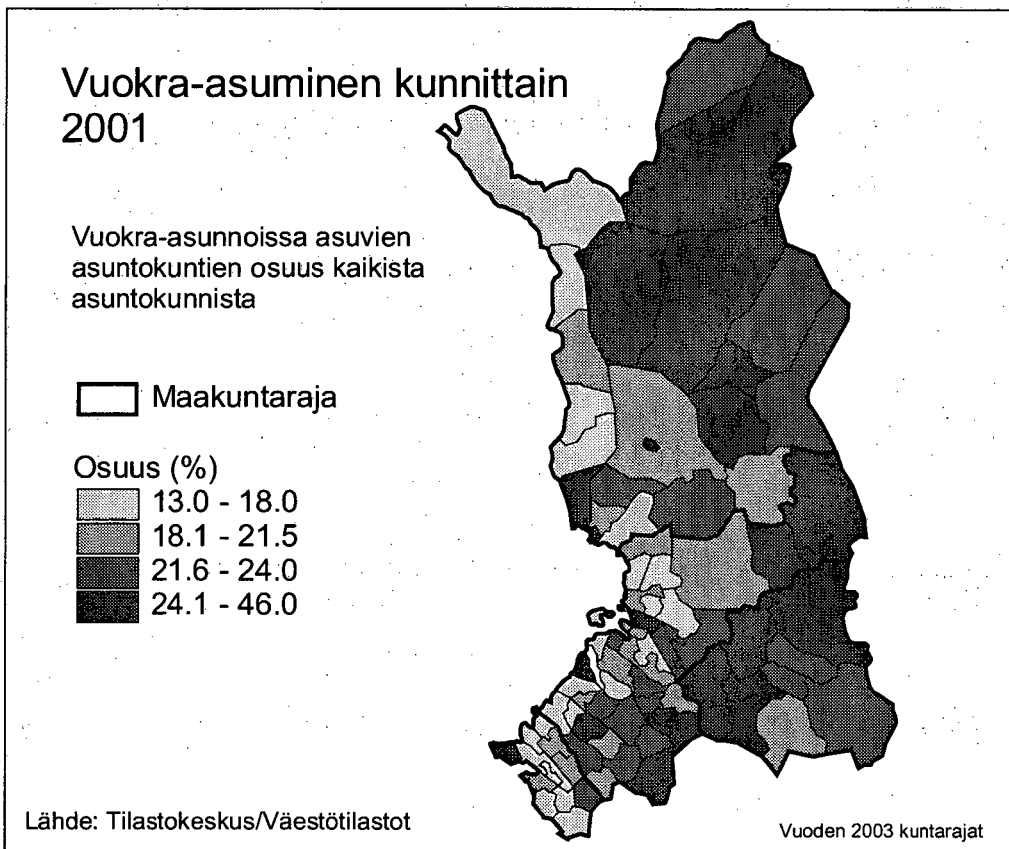 Vuokra-asuminen kunnittain
2001
Vuokra-asunnoissa asuvien
asuntokuntien osuus kaikista
asuntokunnista
Maakuntaraja
Osuus (%)
13.0 - 18.0
18.1 - 21.5
21.6 - 24.0
24.1 - 46.0
Lähde: Tilastokeskus/Väestötilastot
Vuoden 2003 kuntarajat